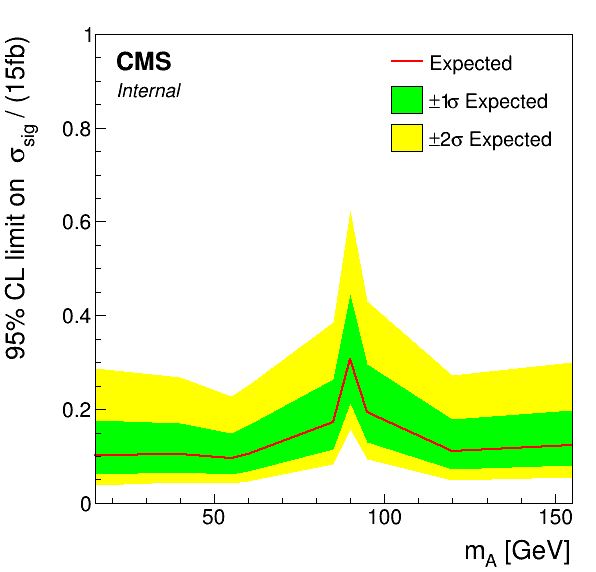 CMS
Internal
Expected
±1σ Expected
±2σ Expected
95% CL limit on σsig / (15fb)
1
0.8
0.6
0.4
0.2
0
50
100
150
mA [GeV]